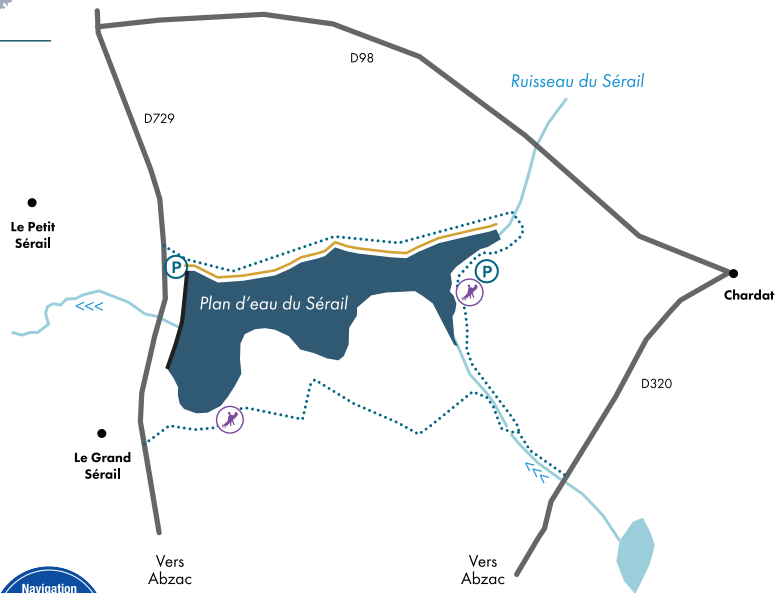 D98
Ruisseau du Sérail
D729
Le Petit
Sérail
P
P
Plan d'eau du Sérail
<<<
Chardat
D320
Le Grand
Sérail
<<<
Vers
Abzac
Vers
Abzac
Navigation